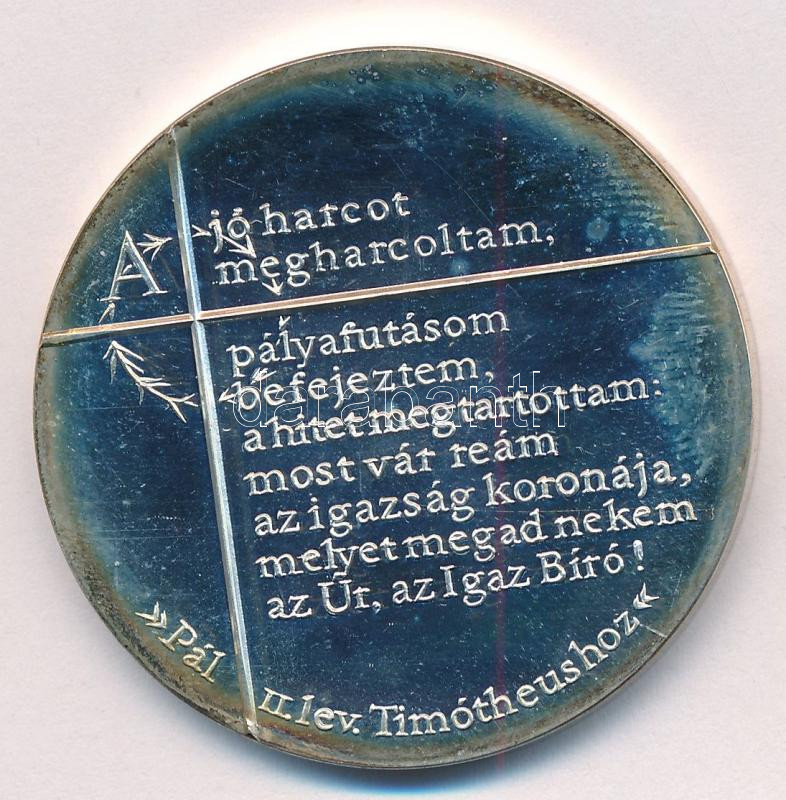 A jó harcot
megharcoltam,
pályafutásom
befejeztem,
a hitet megtartottam:
most vár reám
az igazság koronája,
melyet megad nekem
az Úr, az Igaz Bíró!
»Pál II. lev. Timótheushoz«
darabanth